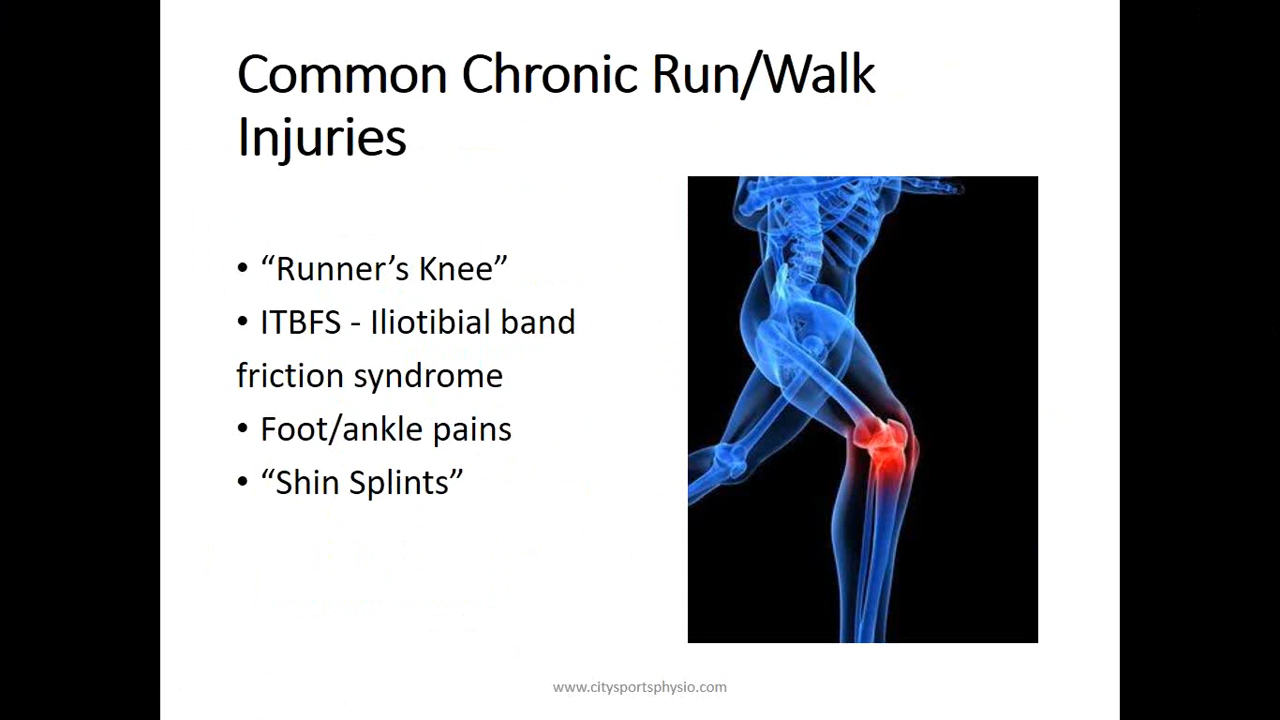 Common Chronic Run/Walk
Injuries
• “Runner’s Knee”
• ITBFS - Iliotibial band
friction syndrome
• Foot/ankle pains
• “Shin Splints”
www.citysportsphysio.com